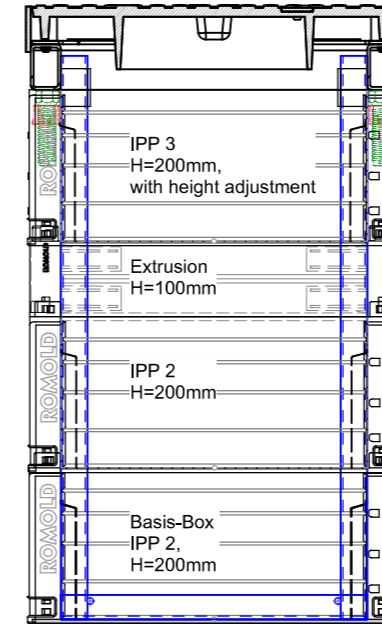 ROMOLD
IPP 3
H=200mm,
with height adjustment
ROMOLD
Extrusion
H=100mm
ROMOLD
IPP 2
H=200mm
ROMOLD
Basis-Box
IPP 2,
H=200mm